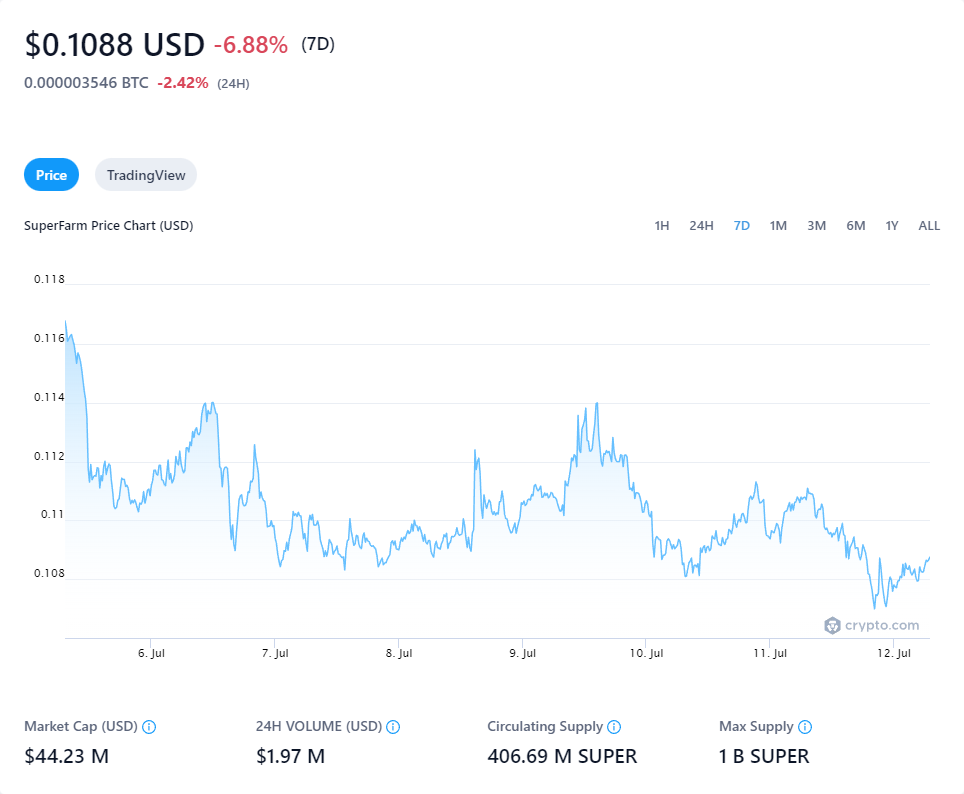 $0.1088 USD -6.88% (7D)
0.000003546 BTC -2.42% (24H)
Price TradingView
SuperFarm Price Chart (USD) 1H 24H 7D 1M 3M 6M 1Y ALL
0.118
0.116
0.114
0.112
0.11
0.108
crypto.com
6. Jul 7. Jul 8. Jul 9. Jul 10. Jul 11. Jul 12. Jul
Market Cap (USD) 24H VOLUME (USD) Circulating Supply Max Supply
$44.23 M $1.97 M 406.69 M SUPER 1 B SUPER